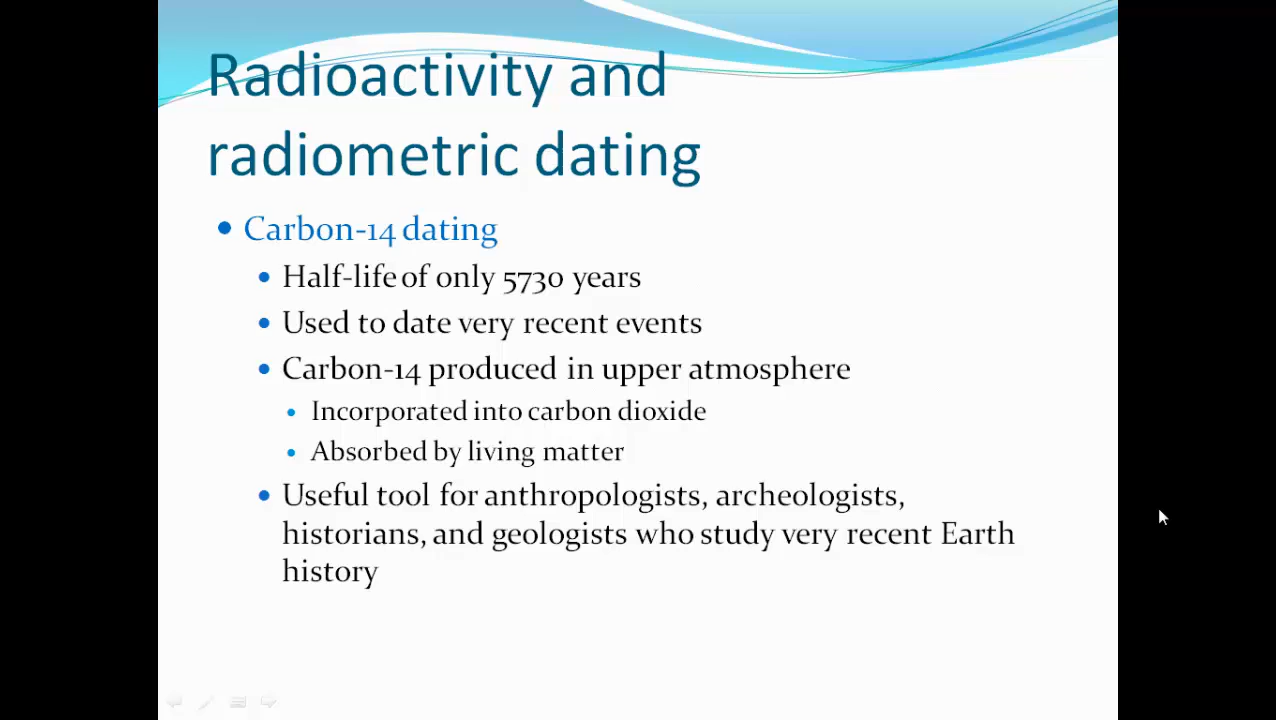 Radioactivity and
radiometric dating
Carbon-14 dating
Half-life of only 5730 years
Used to date very recent events
Carbon-14 produced in upper atmosphere
Incorporated into carbon dioxide
Absorbed by living matter
Useful tool for anthropologists, archeologists,
historians, and geologists who study very recent Earth
history